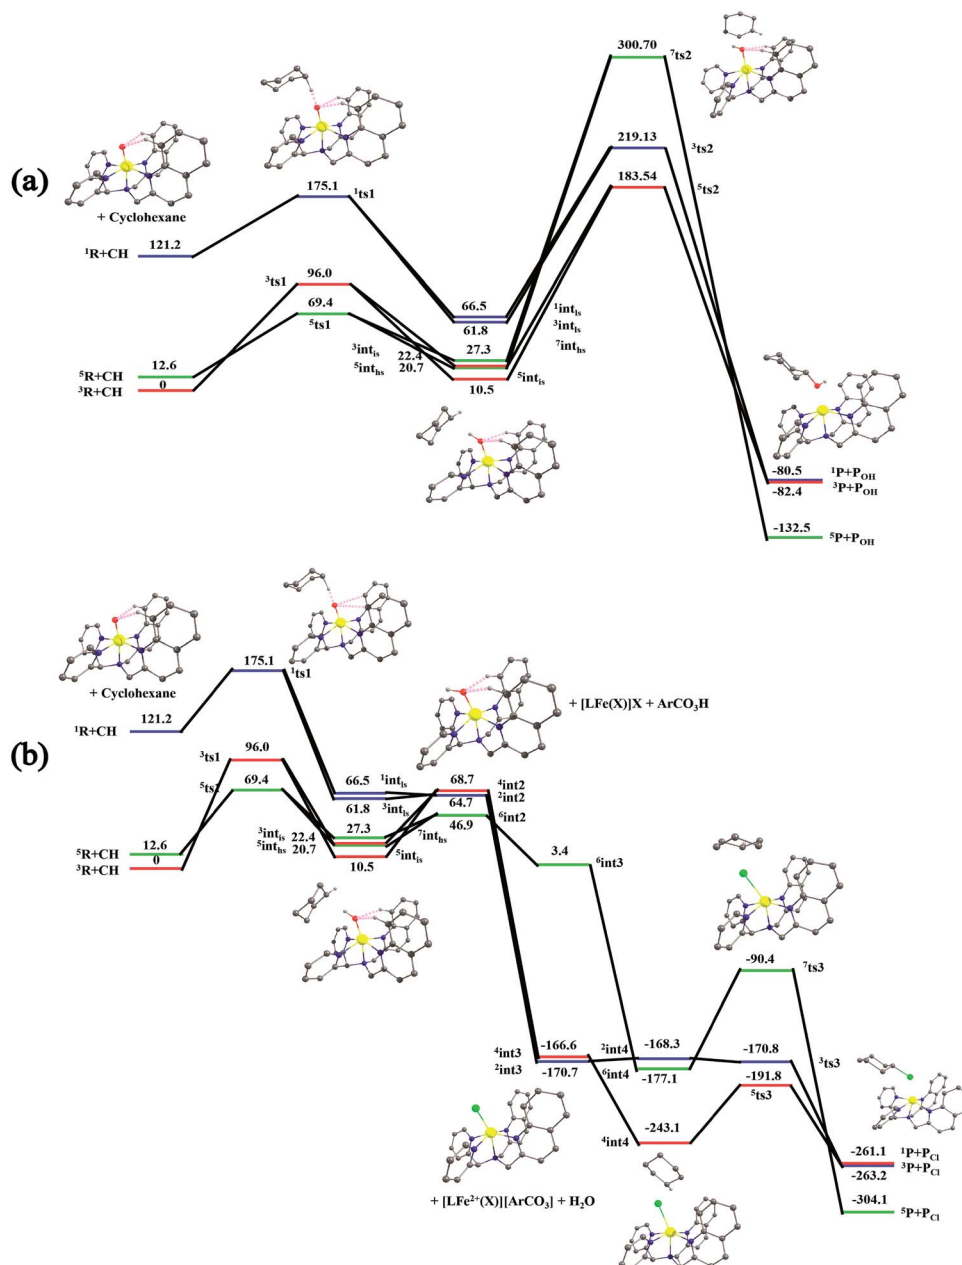 (a)
300.70
⁷ts2
219.13
³ts2
183.54
⁵ts2
175.1
¹ts1
+ Cyclohexane
¹R+CH
121.2
³ts1
96.0
69.4
⁵ts1
66.5
61.8
¹intₗₛ
³intₗₛ
⁷intₕₛ
27.3
³intᵢₛ
22.4
⁵intₕₛ
20.7
10.5
⁵intᵢₛ
⁵R+CH
12.6
³R+CH
0
-80.5
¹P+P_OH
-82.4
³P+P_OH
-132.5
⁵P+P_OH
(b)
+ Cyclohexane
175.1
¹ts1
¹R+CH
121.2
+ [LFe(X)]X + ArCO₃H
³ts1
96.0
⁵ts1
69.4
66.5
¹intₗₛ
61.8
³intₗₛ
68.7
⁴int2
64.7
²int2
46.9
⁶int2
27.3
⁷intₕₛ
³intᵢₛ
22.4
⁵intₕₛ
20.7
10.5
⁵intᵢₛ
⁵R+CH
12.6
³R+CH
0
3.4
⁶int3
-90.4
⁷ts3
⁴int3
-166.6
²int3
-170.7
²int4
-168.3
⁶int4
-177.1
-170.8
³ts3
-191.8
⁵ts3
⁴int4
-243.1
-261.1
¹P+P_Cl
-263.2
³P+P_Cl
-304.1
⁵P+P_Cl
+ [LFe²⁺(X)][ArCO₃] + H₂O